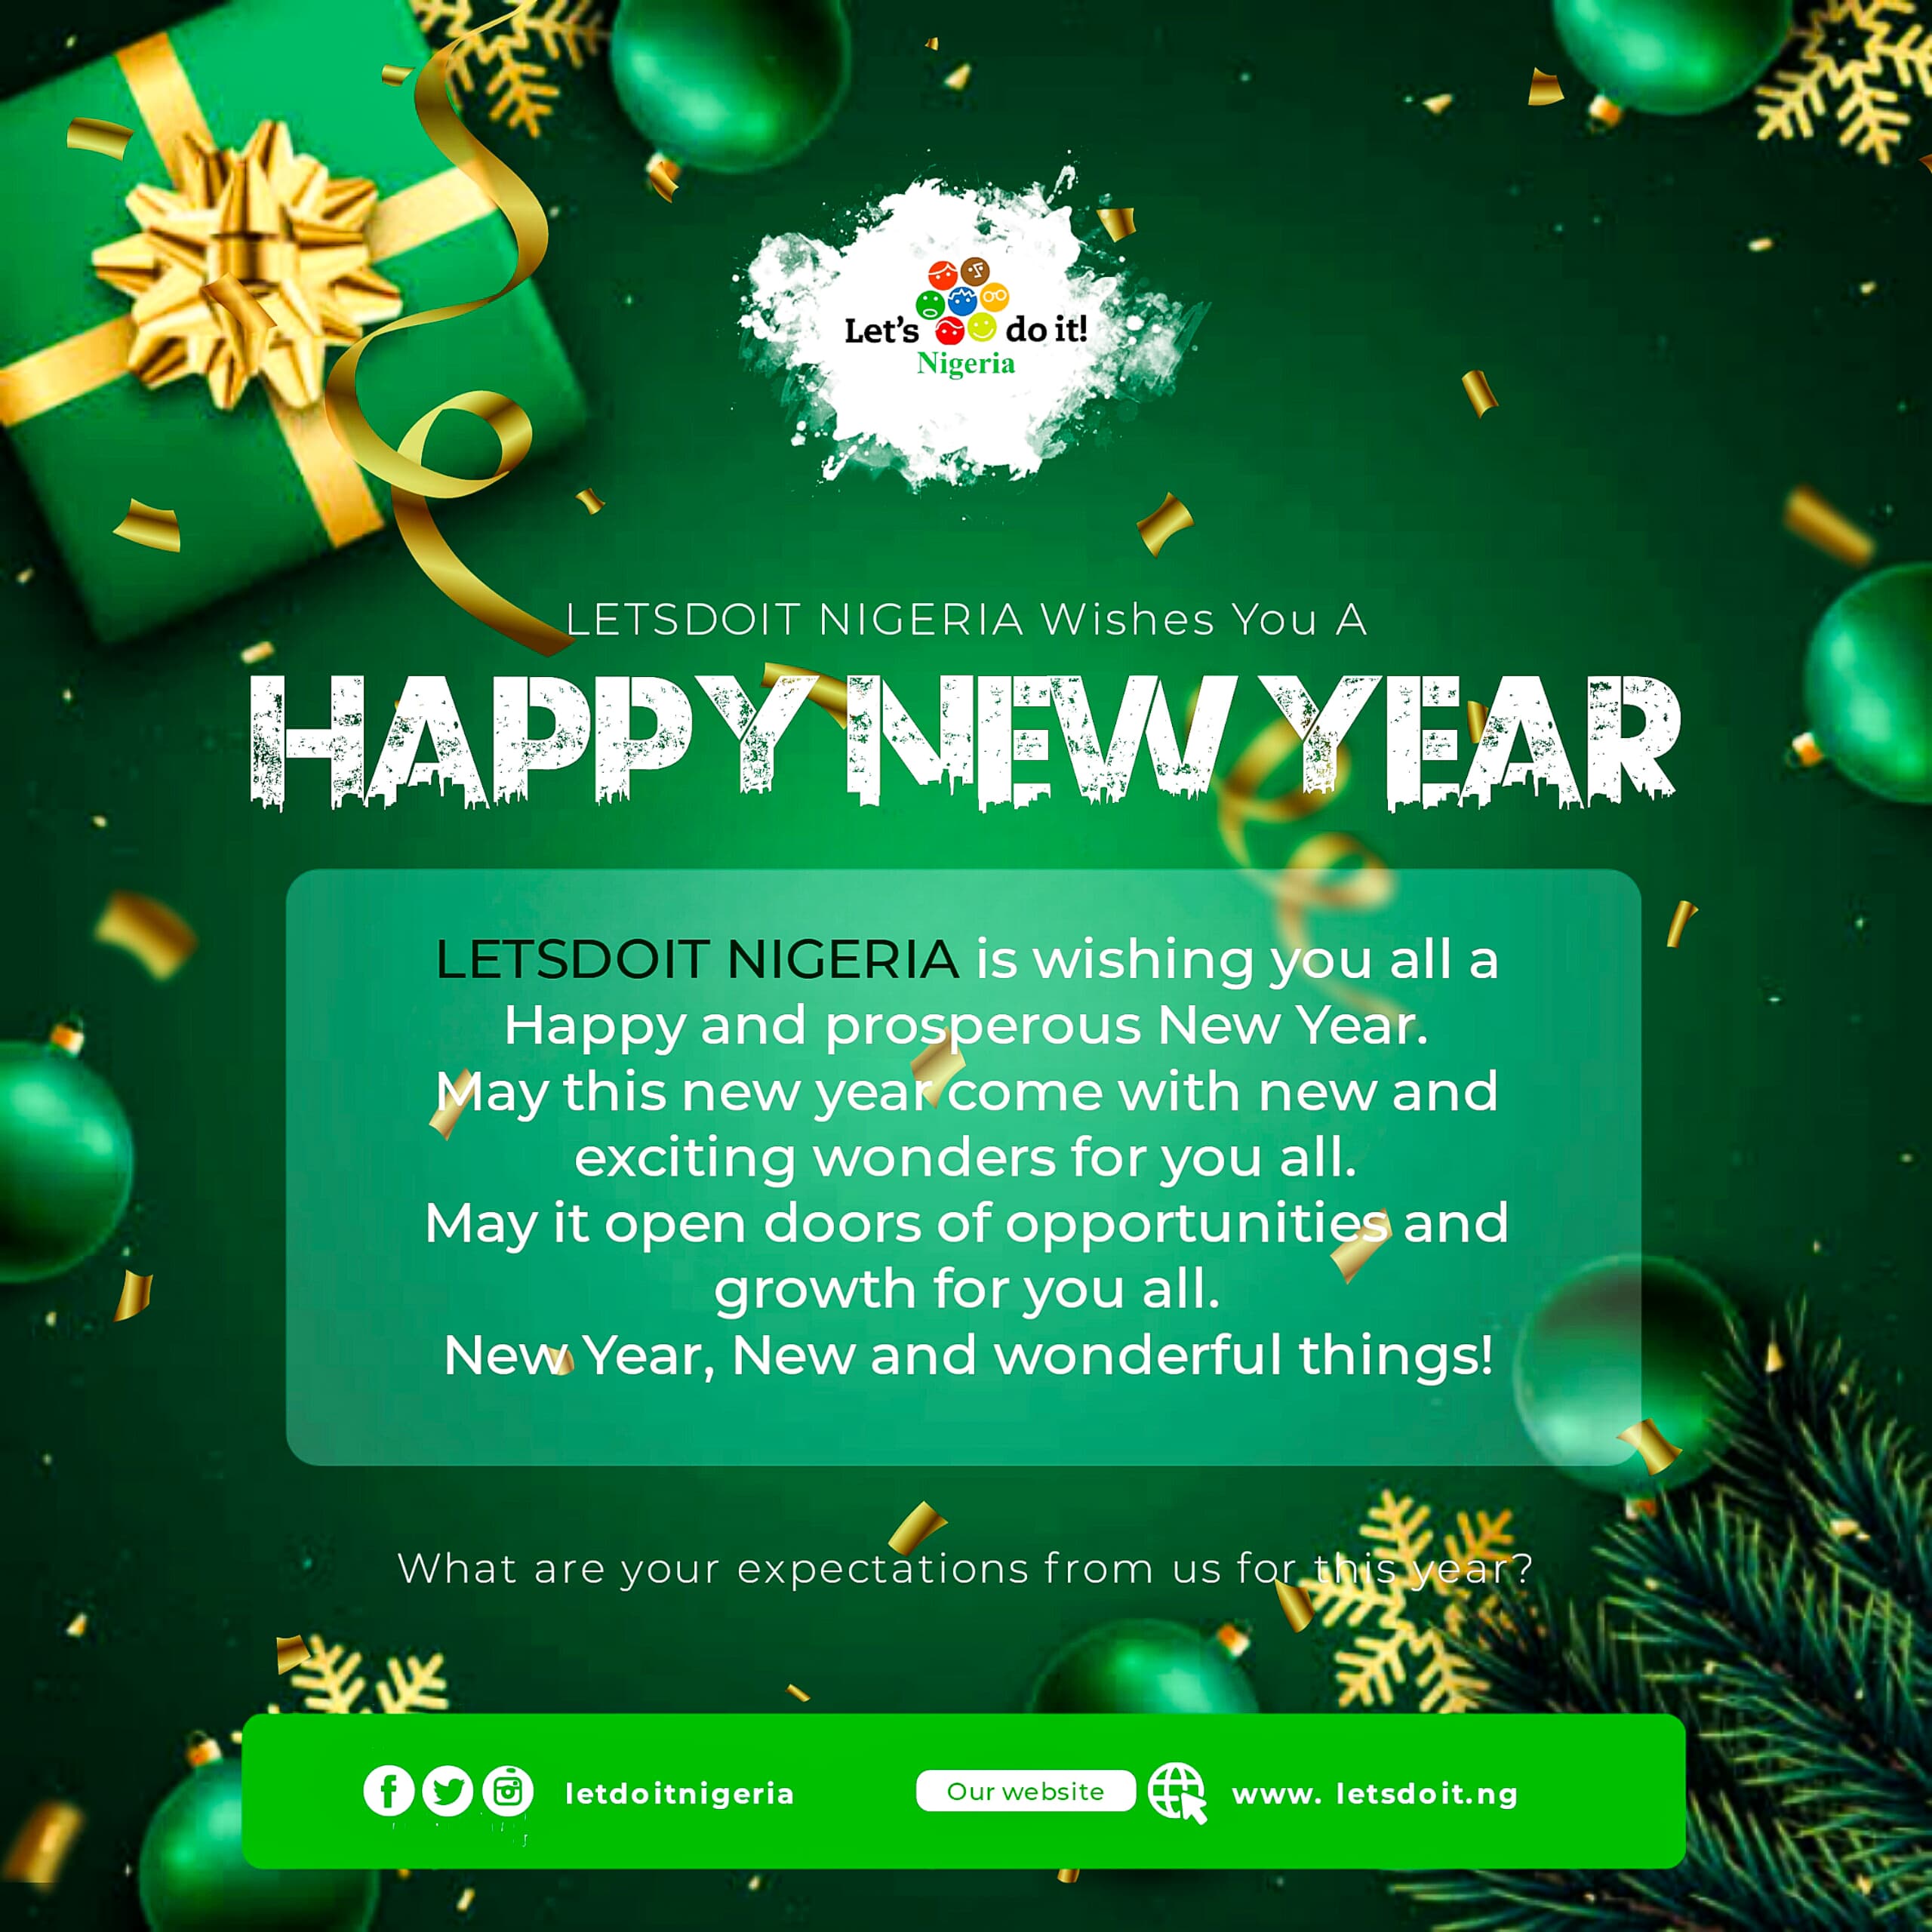 Let's do it!
Nigeria
LETSDOIT NIGERIA Wishes You A
HAPPY NEW YEAR
LETSDOIT NIGERIA is wishing you all a
Happy and prosperous New Year.
May this new year come with new and
exciting wonders for you all.
May it open doors of opportunities and
growth for you all.
New Year, New and wonderful things!
What are your expectations from us for this year?
letdoitnigeria
Our website
www. letsdoit.ng